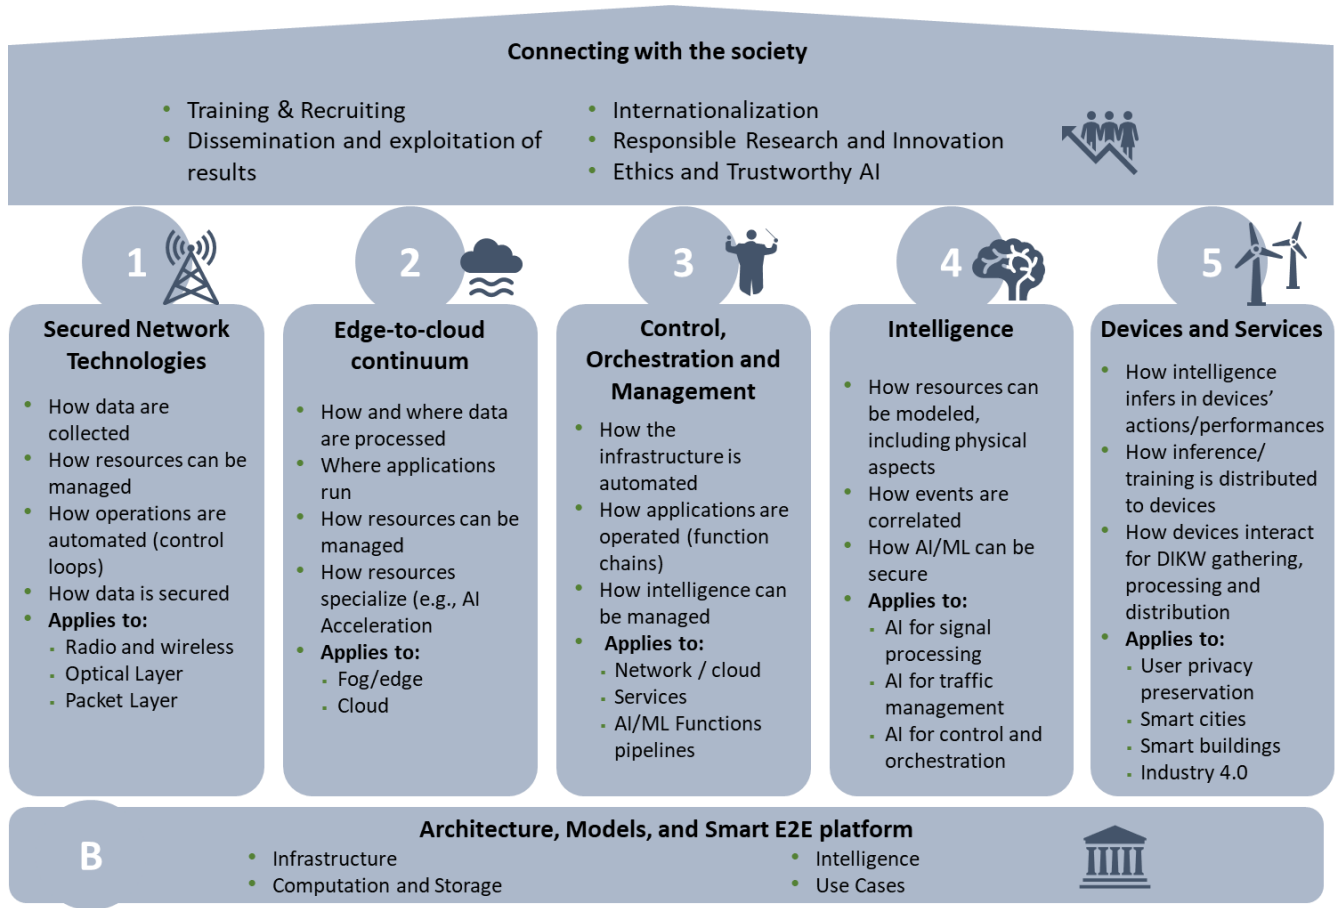 Connecting with the society
Training & Recruiting
Dissemination and exploitation of
results
Internationalization
Responsible Research and Innovation
Ethics and Trustworthy AI
1
Secured Network
Technologies
How data are
collected
How resources can be
managed
How operations are
automated (control
loops)
How data is secured
Applies to:
Radio and wireless
Optical Layer
Packet Layer
2
Edge-to-cloud
continuum
How and where data
are processed
Where applications
run
How resources can be
managed
How resources
specialize (e.g., AI
Acceleration
Applies to:
Fog/edge
Cloud
3
Control,
Orchestration and
Management
How the
infrastructure is
automated
How applications are
operated (function
chains)
How intelligence can
be managed
Applies to:
Network / cloud
Services
AI/ML Functions
pipelines
4
Intelligence
How resources can
be modeled,
including physical
aspects
How events are
correlated
How AI/ML can be
secure
Applies to:
AI for signal
processing
AI for traffic
management
AI for control and
orchestration
5
Devices and Services
How intelligence
infers in devices’
actions/performances
How inference/
training is distributed
to devices
How devices interact
for DIKW gathering,
processing and
distribution
Applies to:
User privacy
preservation
Smart cities
Smart buildings
Industry 4.0
B
Architecture, Models, and Smart E2E platform
Infrastructure
Computation and Storage
Intelligence
Use Cases